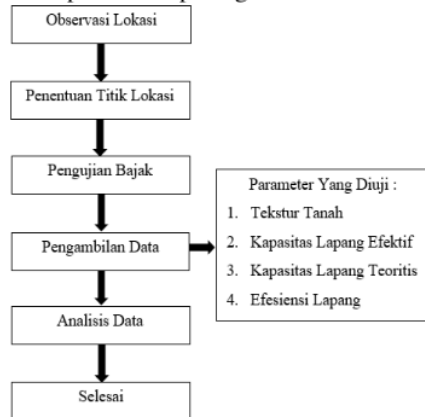 Observasi Lokasi
Penentuan Titik Lokasi
Pengujian Bajak
Pengambilan Data
Parameter Yang Diuji :
1. Tekstur Tanah
2. Kapasitas Lapang Efektif
3. Kapasitas Lapang Teoritis
4. Efesiensi Lapang
Analisis Data
Selesai